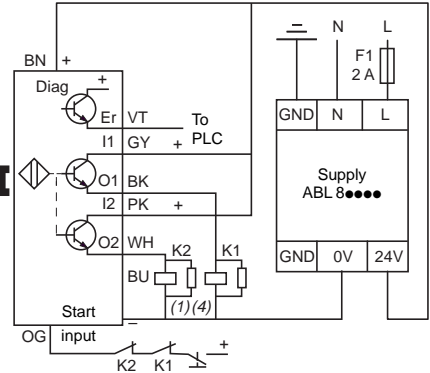 N L
BN +
F1
2 A
Diag +
Er VT To
PLC
GND N L
I1 GY +
Supply
ABL 8●●●●
O1 BK
I2 PK +
O2 WH K2 K1
GND 0V 24V
BU
(1)(4)
Start
input
−
OG
K2 K1 +